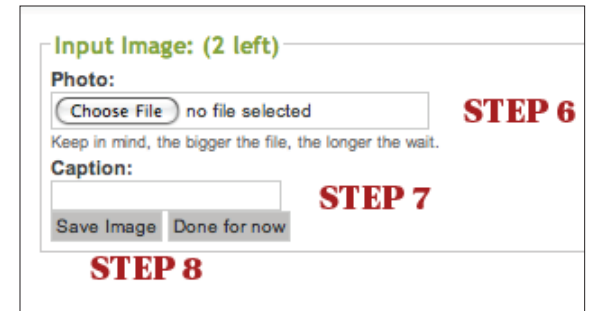 Input Image: (2 left)
Photo:
Choose File no file selected
STEP 6
Keep in mind, the bigger the file, the longer the wait.
Caption:
STEP 7
Save Image Done for now
STEP 8